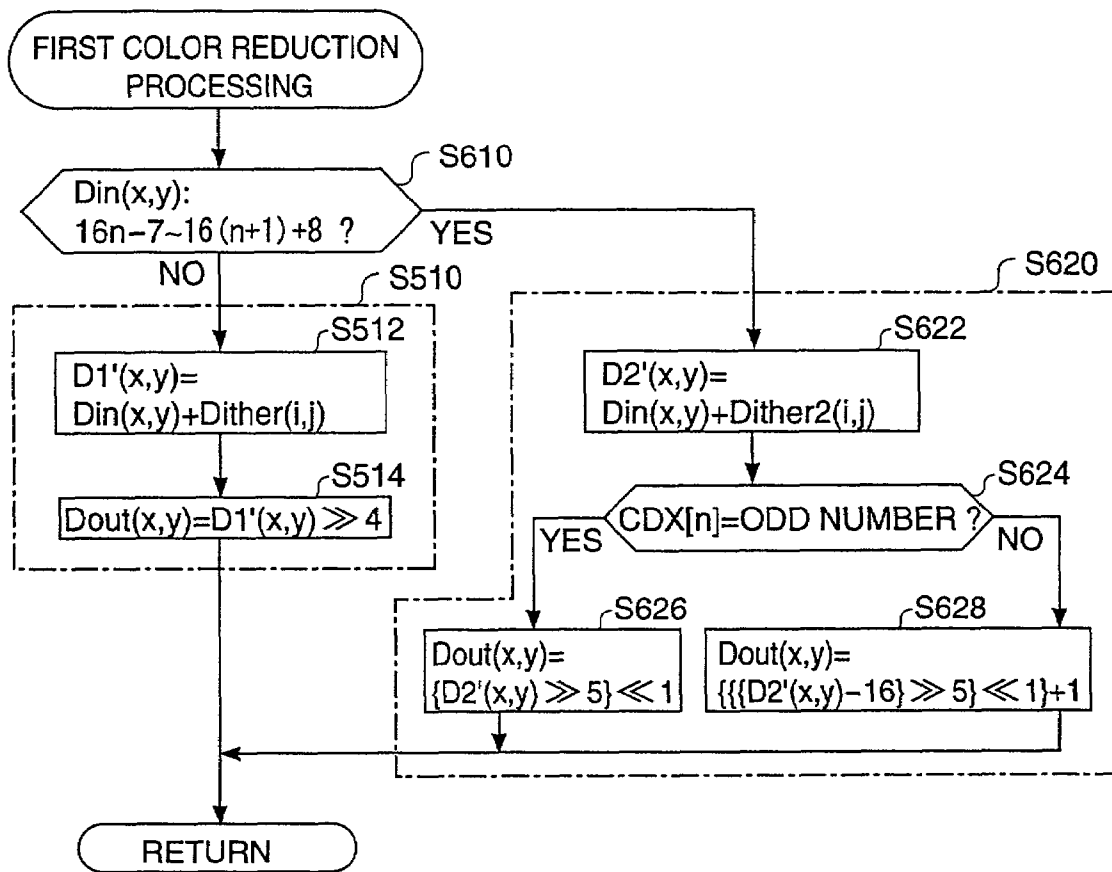 FIRST COLOR REDUCTION
PROCESSING
S610
Din(x,y):
16n−7~16(n+1)+8 ?
YES
NO
S510
S512
D1'(x,y)=
Din(x,y)+Dither(i,j)
S514
Dout(x,y)=D1'(x,y)≫4
S620
S622
D2'(x,y)=
Din(x,y)+Dither2(i,j)
S624
CDX[n]=ODD NUMBER ?
YES
NO
S626
Dout(x,y)=
{D2'(x,y)≫5}≪1
S628
Dout(x,y)=
{{{D2'(x,y)−16}≫5}≪1}+1
RETURN